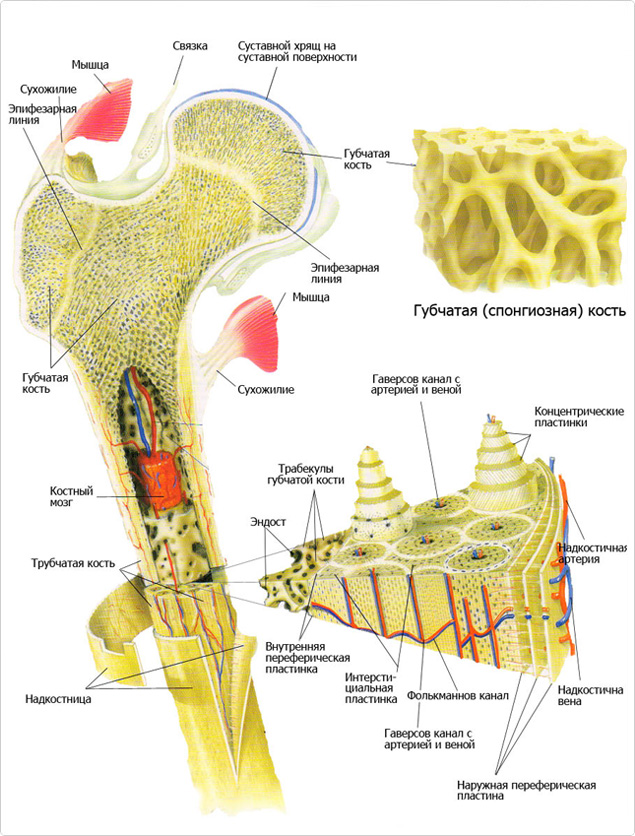 Связка
Суставной хрящ на
суставной поверхности
Мышца
Сухожилие
Эпифезарная
линия
Губчатая
кость
Эпифезарная
линия
Мышца
Губчатая (спонгиозная) кость
Губчатая
кость
Сухожилие
Гаверсов канал с
артерией и веной
Концентрические
пластинки
Трабекулы
губчатой кости
Костный
мозг
Эндост
Надкостичная
артерия
Трубчатая кость
Внутренняя
переферическая
пластинка
Интерсти-
циальная
пластинка
Фолькманнов канал
Надкостична
вена
Надкостница
Гаверсов канал с
артерией и веной
Наружная переферическая
пластина